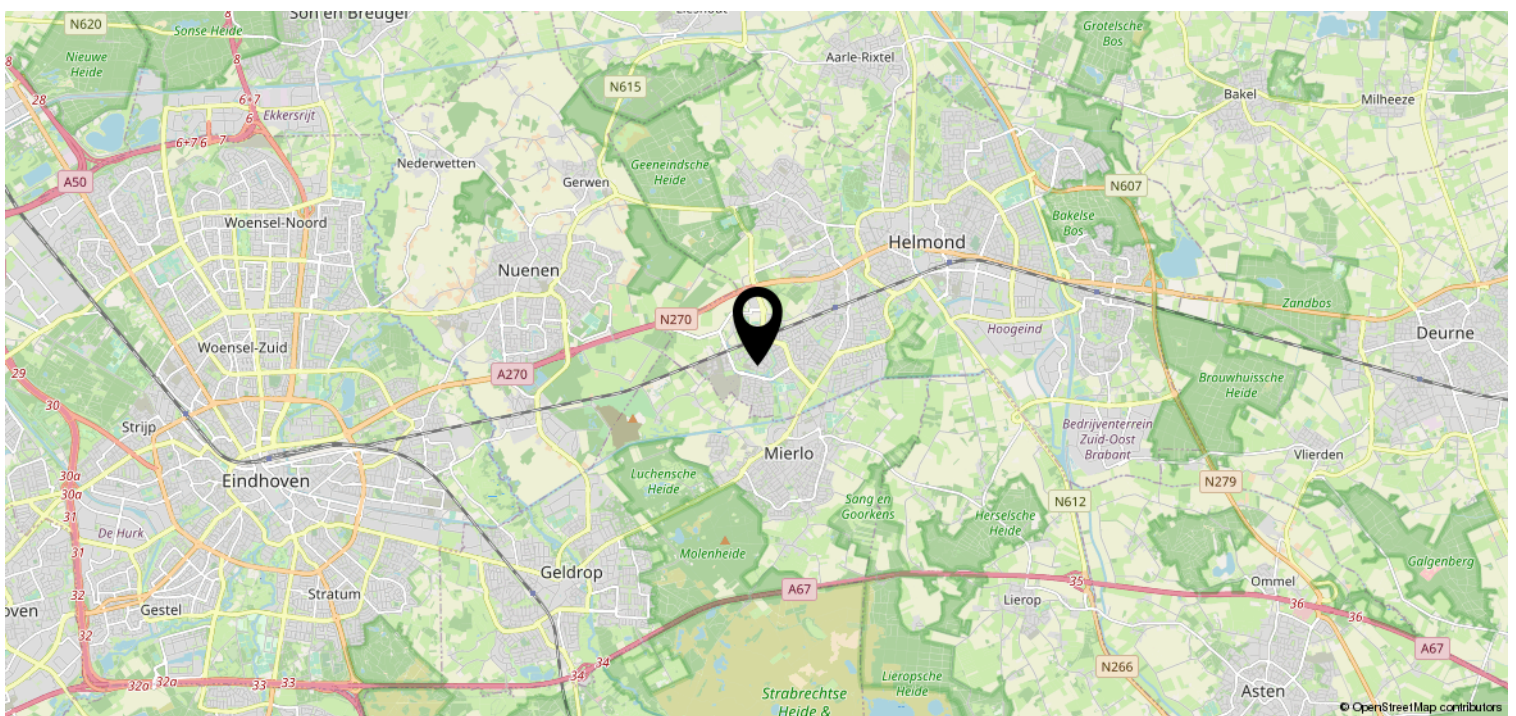 N620
Sonse Heide
8
Son en Breugel
Grotelsche
Bos
Nieuwe
Heide
8
8
Aarle-Rixtel
28
6+7
6
Ekkersrijt
N615
Bakel
Milheeze
6+7
6
7
Nederwetten
Geeneindsche
Heide
A50
Gerwen
N607
Woensel-Noord
Bakelse
Bos
Helmond
Nuenen
Zandbos
N270
Hoogeind
Deurne
Woensel-Zuid
29
A270
Brouwhuissche
Heide
30
Strijp
Bedrijventerrein
Zuid-Oost
Brabant
Mierlo
Vlierden
30a
30a
Eindhoven
Luchensche
Heide
N279
31
Sang en
Goorkens
N612
Herselsche
Heide
De Hurk
31
Molenheide
Galgenberg
Geldrop
32
A67
35
Ommel
Stratum
Lierop
36
36
oven
Gestel
32
A67
34
34
N266
32a
32a
33
33
Lieropsche
Heide
Strabrechtse
Heide &
Asten
© OpenStreetMap contributors